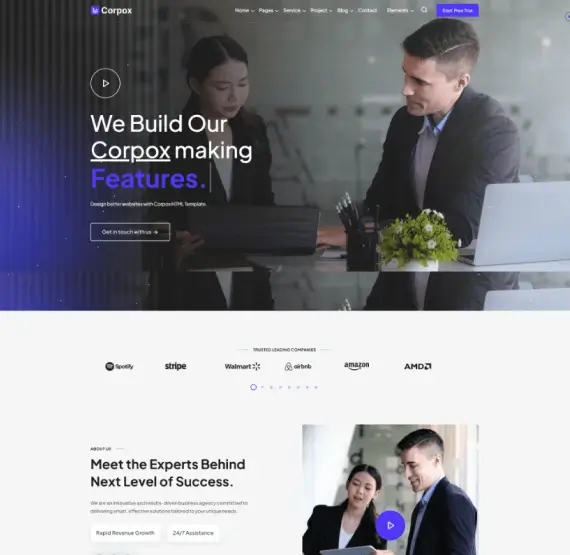 Corpox
Home Pages Service Project Blog Contact Elements Start Free Trial
We Build Our
Corpox making
Features.
Design better websites with Corpox HTML Template.
Get in touch with us →
TRUSTED LEADING COMPANIES
Spotify stripe Walmart airbnb amazon AMD
ABOUT US
Meet the Experts Behind
Next Level of Success.
We are an innovative and results-driven business agency committed to
delivering smart, effective solutions tailored to your unique needs.
Rapid Revenue Growth 24/7 Assistance